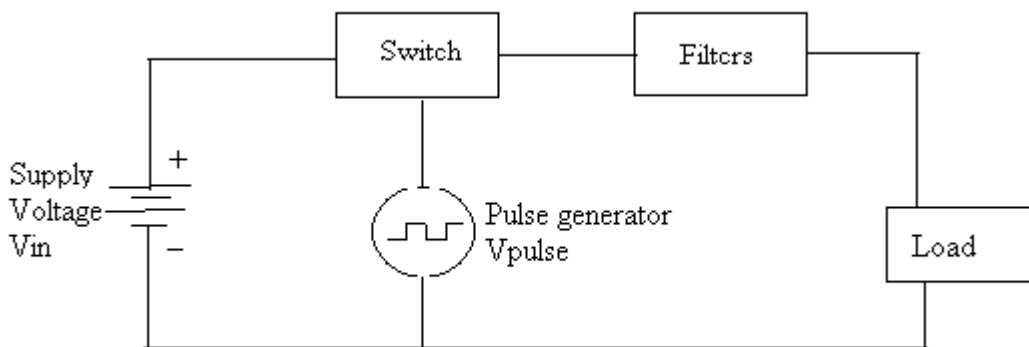 Switch
Filters
+
Supply
Voltage
Vin
–
Pulse generator
Vpulse
Load